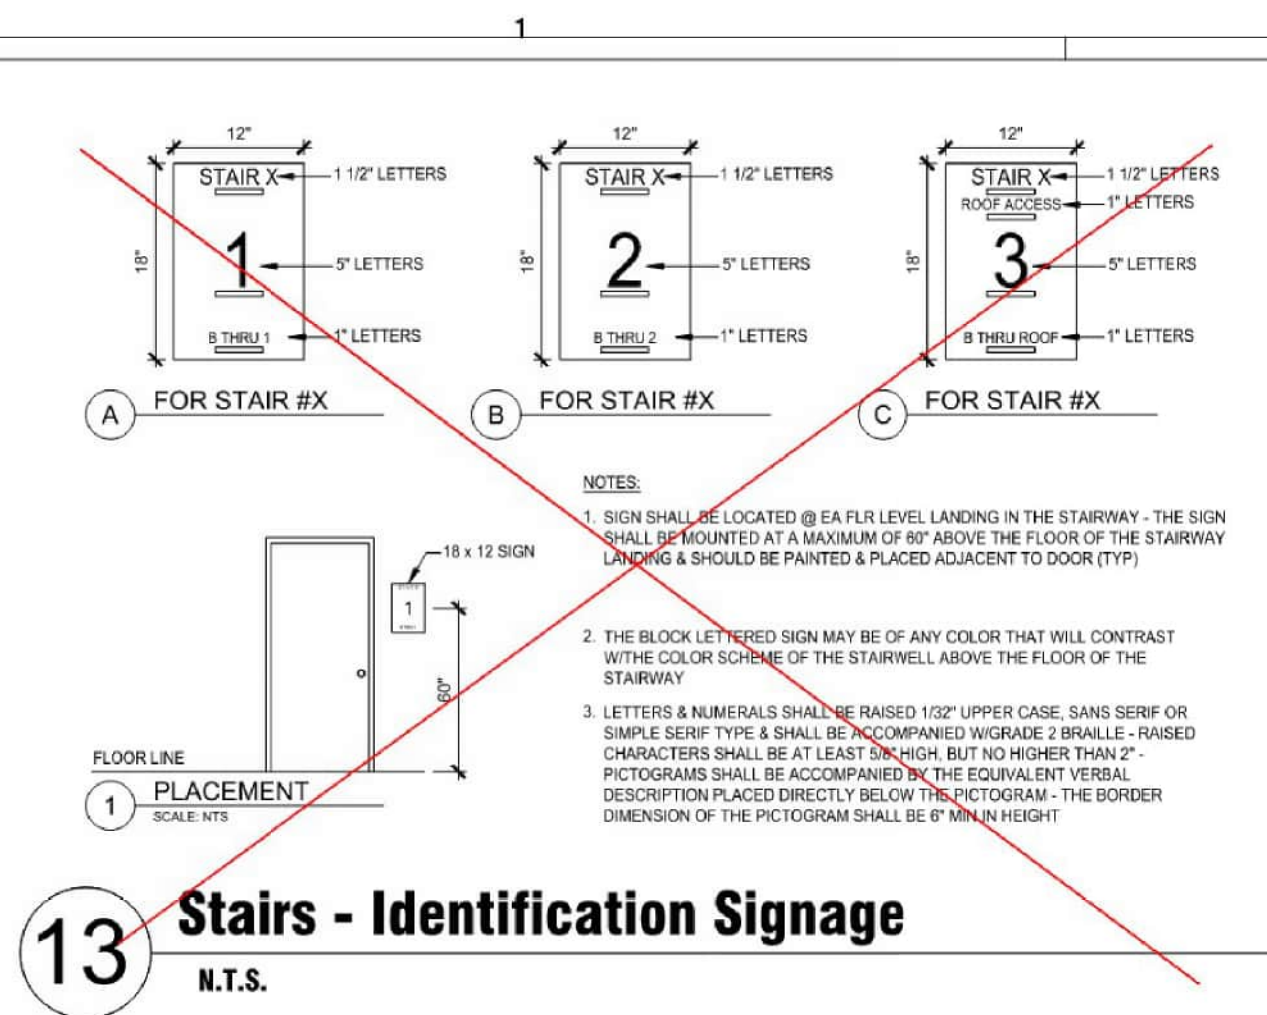 1
12"
12"
12"
STAIR X
1 1/2" LETTERS
STAIR X
1 1/2" LETTERS
STAIR X
1 1/2" LETTERS
ROOF ACCESS
1" LETTERS
18"
1
5" LETTERS
18"
2
5" LETTERS
18"
3
5" LETTERS
B THRU 1
1" LETTERS
B THRU 2
1" LETTERS
B THRU ROOF
1" LETTERS
A
FOR STAIR #X
B
FOR STAIR #X
C
FOR STAIR #X
NOTES:
1. SIGN SHALL BE LOCATED @ EA FLR LEVEL LANDING IN THE STAIRWAY - THE SIGN
SHALL BE MOUNTED AT A MAXIMUM OF 60" ABOVE THE FLOOR OF THE STAIRWAY
LANDING & SHOULD BE PAINTED & PLACED ADJACENT TO DOOR (TYP)
2. THE BLOCK LETTERED SIGN MAY BE OF ANY COLOR THAT WILL CONTRAST
W/THE COLOR SCHEME OF THE STAIRWELL ABOVE THE FLOOR OF THE
STAIRWAY
3. LETTERS & NUMERALS SHALL BE RAISED 1/32" UPPER CASE, SANS SERIF OR
SIMPLE SERIF TYPE & SHALL BE ACCOMPANIED W/GRADE 2 BRAILLE - RAISED
CHARACTERS SHALL BE AT LEAST 5/8" HIGH, BUT NO HIGHER THAN 2" -
PICTOGRAMS SHALL BE ACCOMPANIED BY THE EQUIVALENT VERBAL
DESCRIPTION PLACED DIRECTLY BELOW THE PICTOGRAM - THE BORDER
DIMENSION OF THE PICTOGRAM SHALL BE 6" MIN IN HEIGHT
18 x 12 SIGN
1
60"
FLOOR LINE
1
PLACEMENT
SCALE: NTS
13
Stairs - Identification Signage
N.T.S.